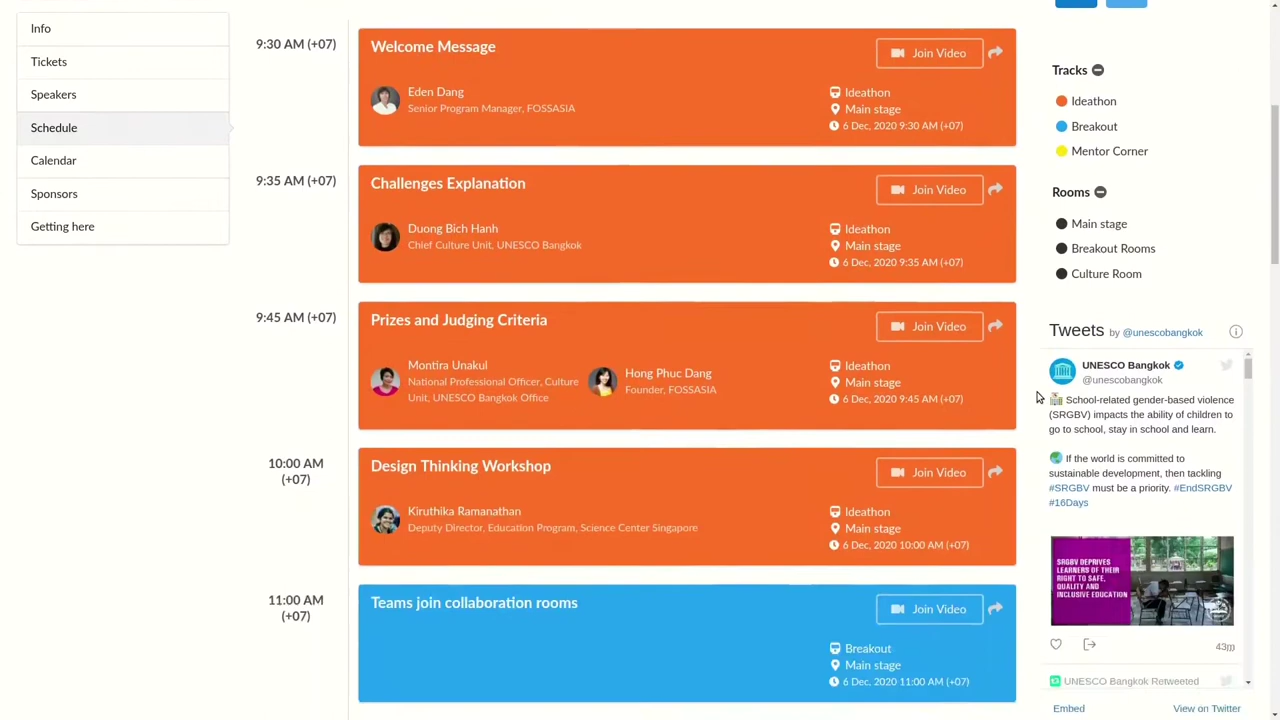 Info
Tickets
Speakers
Schedule
Calendar
Sponsors
Getting here
9:30 AM (+07)
Welcome Message
Join Video
Eden Dang
Senior Program Manager, FOSSASIA
Ideathon
Main stage
6 Dec, 2020 9:30 AM (+07)
9:35 AM (+07)
Challenges Explanation
Join Video
Duong Bich Hanh
Chief Culture Unit, UNESCO Bangkok
Ideathon
Main stage
6 Dec, 2020 9:35 AM (+07)
9:45 AM (+07)
Prizes and Judging Criteria
Join Video
Montira Unakul
National Professional Officer, Culture
Unit, UNESCO Bangkok Office
Hong Phuc Dang
Founder, FOSSASIA
Ideathon
Main stage
6 Dec, 2020 9:45 AM (+07)
10:00 AM
(+07)
Design Thinking Workshop
Join Video
Kiruthika Ramanathan
Deputy Director, Education Program, Science Center Singapore
Ideathon
Main stage
6 Dec, 2020 10:00 AM (+07)
11:00 AM
(+07)
Teams join collaboration rooms
Join Video
Breakout
Main stage
6 Dec, 2020 11:00 AM (+07)
Tracks
Ideathon
Breakout
Mentor Corner
Rooms
Main stage
Breakout Rooms
Culture Room
Tweets by @unescobangkok
UNESCO Bangkok
@unescobangkok
School-related gender-based violence
(SRGBV) impacts the ability of children to
go to school, stay in school and learn.
If the world is committed to
sustainable development, then tackling
#SRGBV must be a priority. #EndSRGBV
#16Days
SRGBV DEPRIVES
LEARNERS OF THEIR
RIGHT TO SAFE,
QUALITY AND
INCLUSIVE EDUCATION
43m
UNESCO Bangkok Retweeted
Embed
View on Twitter